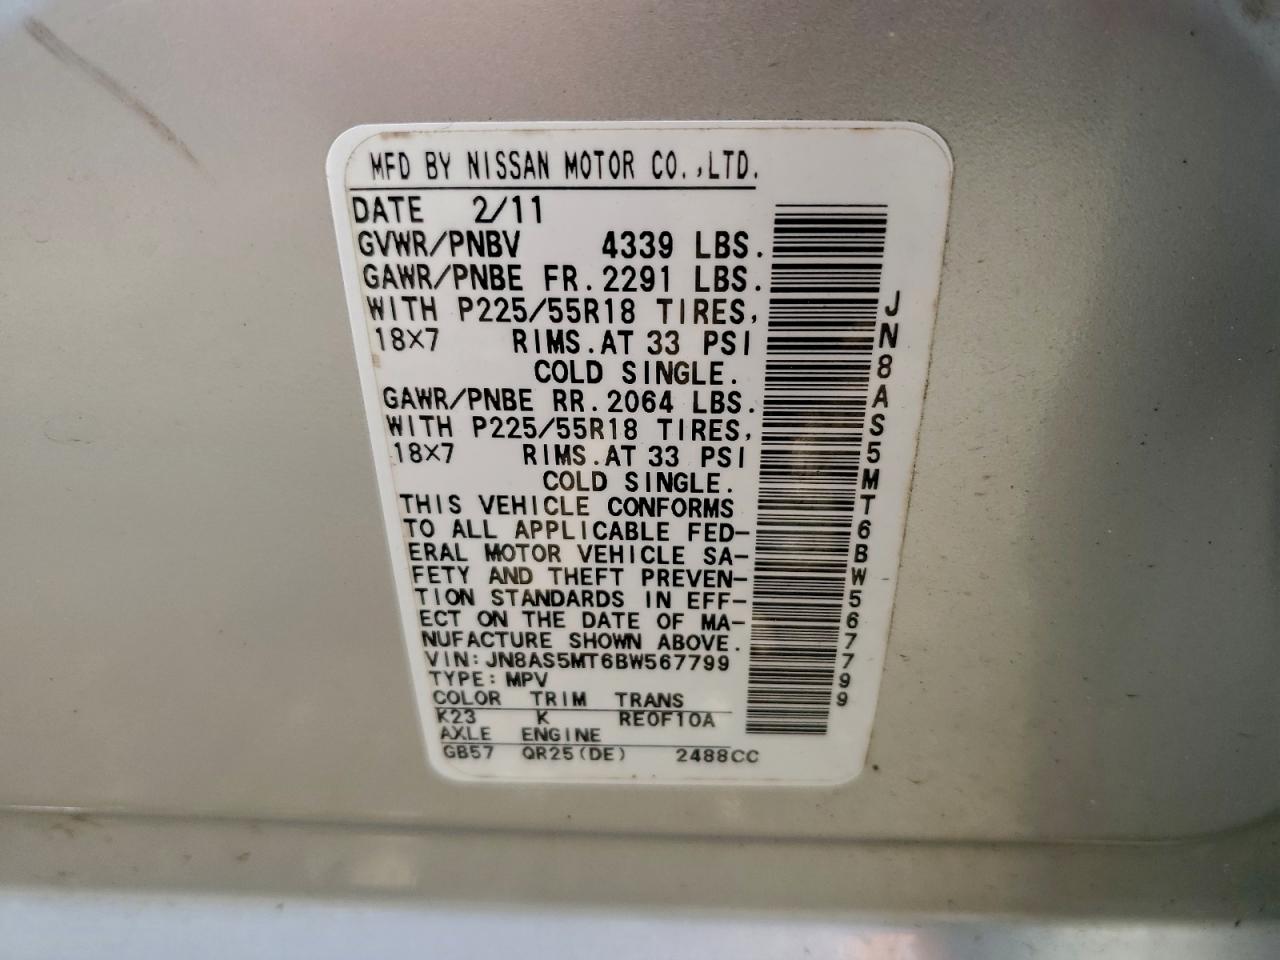 MFD BY NISSAN MOTOR CO.,LTD.
DATE 2/11
GVWR/PNBV 4339 LBS.
GAWR/PNBE FR.2291 LBS.
WITH P225/55R18 TIRES,
18×7 RIMS.AT 33 PSI
COLD SINGLE.
GAWR/PNBE RR.2064 LBS.
WITH P225/55R18 TIRES,
18×7 RIMS.AT 33 PSI
COLD SINGLE.
THIS VEHICLE CONFORMS
TO ALL APPLICABLE FED-
ERAL MOTOR VEHICLE SA-
FETY AND THEFT PREVEN-
TION STANDARDS IN EFF-
ECT ON THE DATE OF MA-
NUFACTURE SHOWN ABOVE.
VIN:JN8AS5MT6BW567799
TYPE:MPV
COLOR TRIM TRANS
K23 K RE0F10A
AXLE ENGINE
GB57 QR25(DE) 2488CC
JN8AS5MT6BW567799